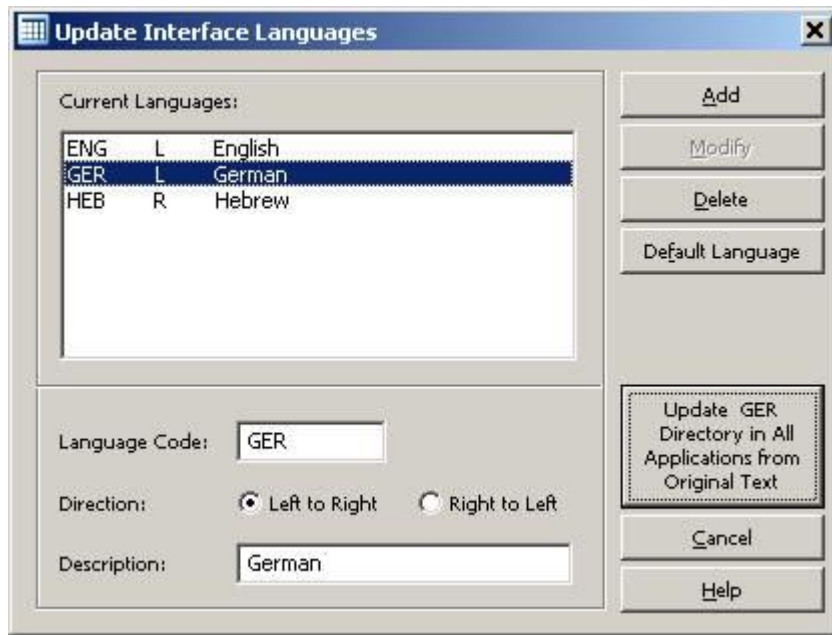 Update Interface Languages
Current Languages:
ENG L English
GER L German
HEB R Hebrew
Language Code: GER
Direction: Left to Right Right to Left
Description: German
Add
Modify
Delete
Default Language
Update GER
Directory in All
Applications from
Original Text
Cancel
Help